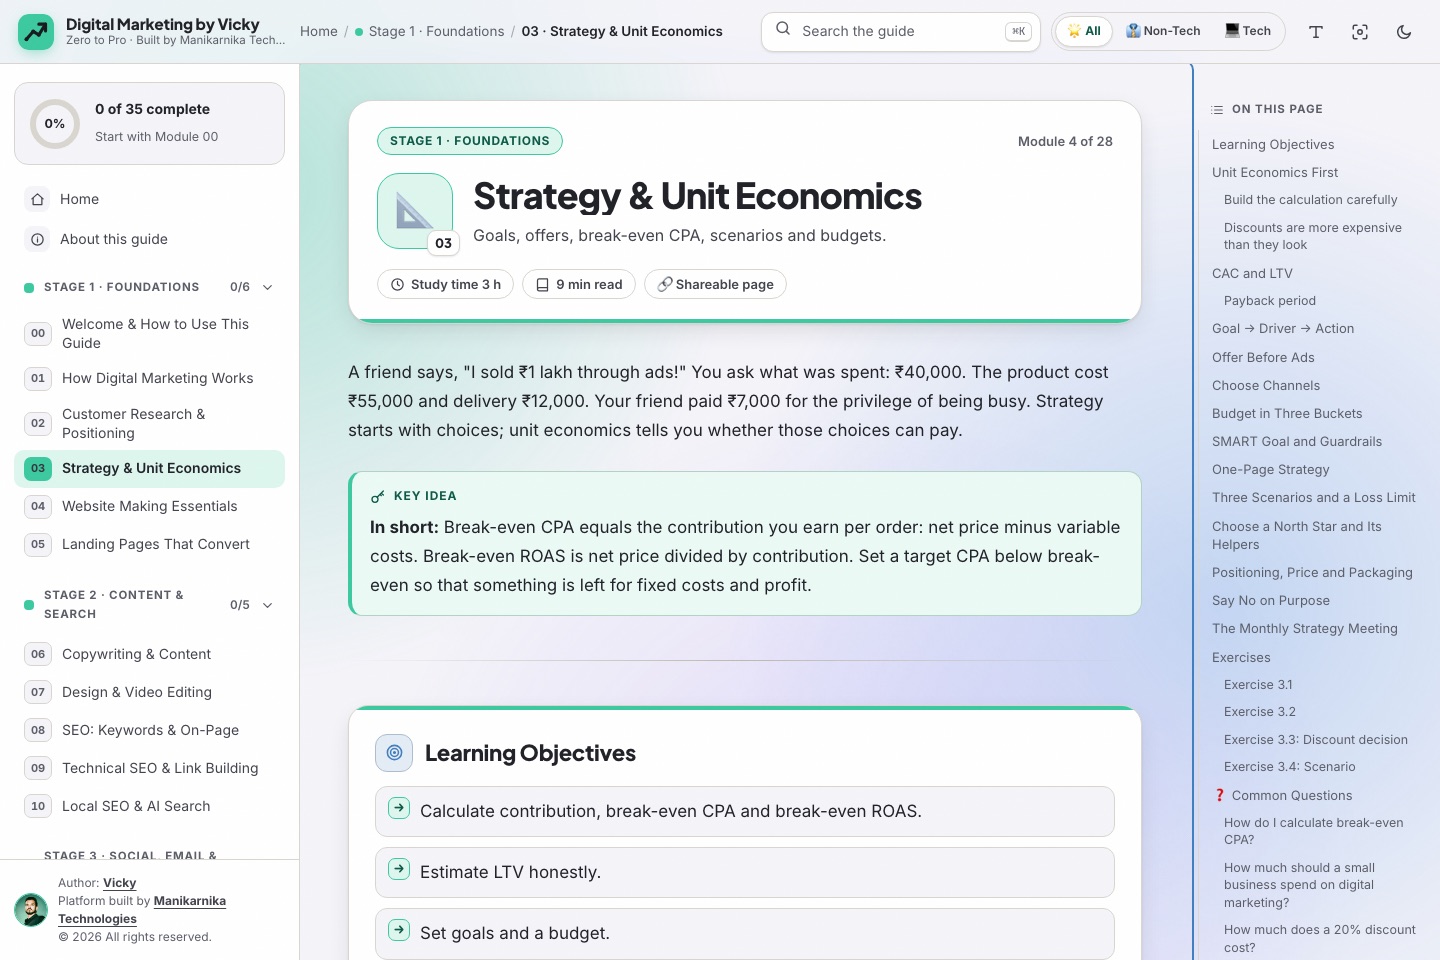 Digital Marketing by Vicky
Zero to Pro · Built by Manikarnika Tech...
Home / Stage 1 · Foundations / 03 · Strategy & Unit Economics
Search the guide
⌘K
All
Non-Tech
Tech
0%
0 of 35 complete
Start with Module 00
Home
About this guide
STAGE 1 · FOUNDATIONS 0/6
00 Welcome & How to Use This
Guide
01 How Digital Marketing Works
02 Customer Research &
Positioning
03 Strategy & Unit Economics
04 Website Making Essentials
05 Landing Pages That Convert
STAGE 2 · CONTENT &
SEARCH 0/5
06 Copywriting & Content
07 Design & Video Editing
08 SEO: Keywords & On-Page
09 Technical SEO & Link Building
10 Local SEO & AI Search
STAGE 3 · SOCIAL, EMAIL &
Author: Vicky
Platform built by Manikarnika
Technologies
© 2026 All rights reserved.
STAGE 1 · FOUNDATIONS
Module 4 of 28
03
Strategy & Unit Economics
Goals, offers, break-even CPA, scenarios and budgets.
Study time 3 h
9 min read
Shareable page
A friend says, "I sold ₹1 lakh through ads!" You ask what was spent: ₹40,000. The product cost
₹55,000 and delivery ₹12,000. Your friend paid ₹7,000 for the privilege of being busy. Strategy
starts with choices; unit economics tells you whether those choices can pay.
KEY IDEA
In short: Break-even CPA equals the contribution you earn per order: net price minus variable
costs. Break-even ROAS is net price divided by contribution. Set a target CPA below break-
even so that something is left for fixed costs and profit.
Learning Objectives
Calculate contribution, break-even CPA and break-even ROAS.
Estimate LTV honestly.
Set goals and a budget.
ON THIS PAGE
Learning Objectives
Unit Economics First
Build the calculation carefully
Discounts are more expensive
than they look
CAC and LTV
Payback period
Goal → Driver → Action
Offer Before Ads
Choose Channels
Budget in Three Buckets
SMART Goal and Guardrails
One-Page Strategy
Three Scenarios and a Loss Limit
Choose a North Star and Its
Helpers
Positioning, Price and Packaging
Say No on Purpose
The Monthly Strategy Meeting
Exercises
Exercise 3.1
Exercise 3.2
Exercise 3.3: Discount decision
Exercise 3.4: Scenario
❓ Common Questions
How do I calculate break-even
CPA?
How much should a small
business spend on digital
marketing?
How much does a 20% discount
cost?